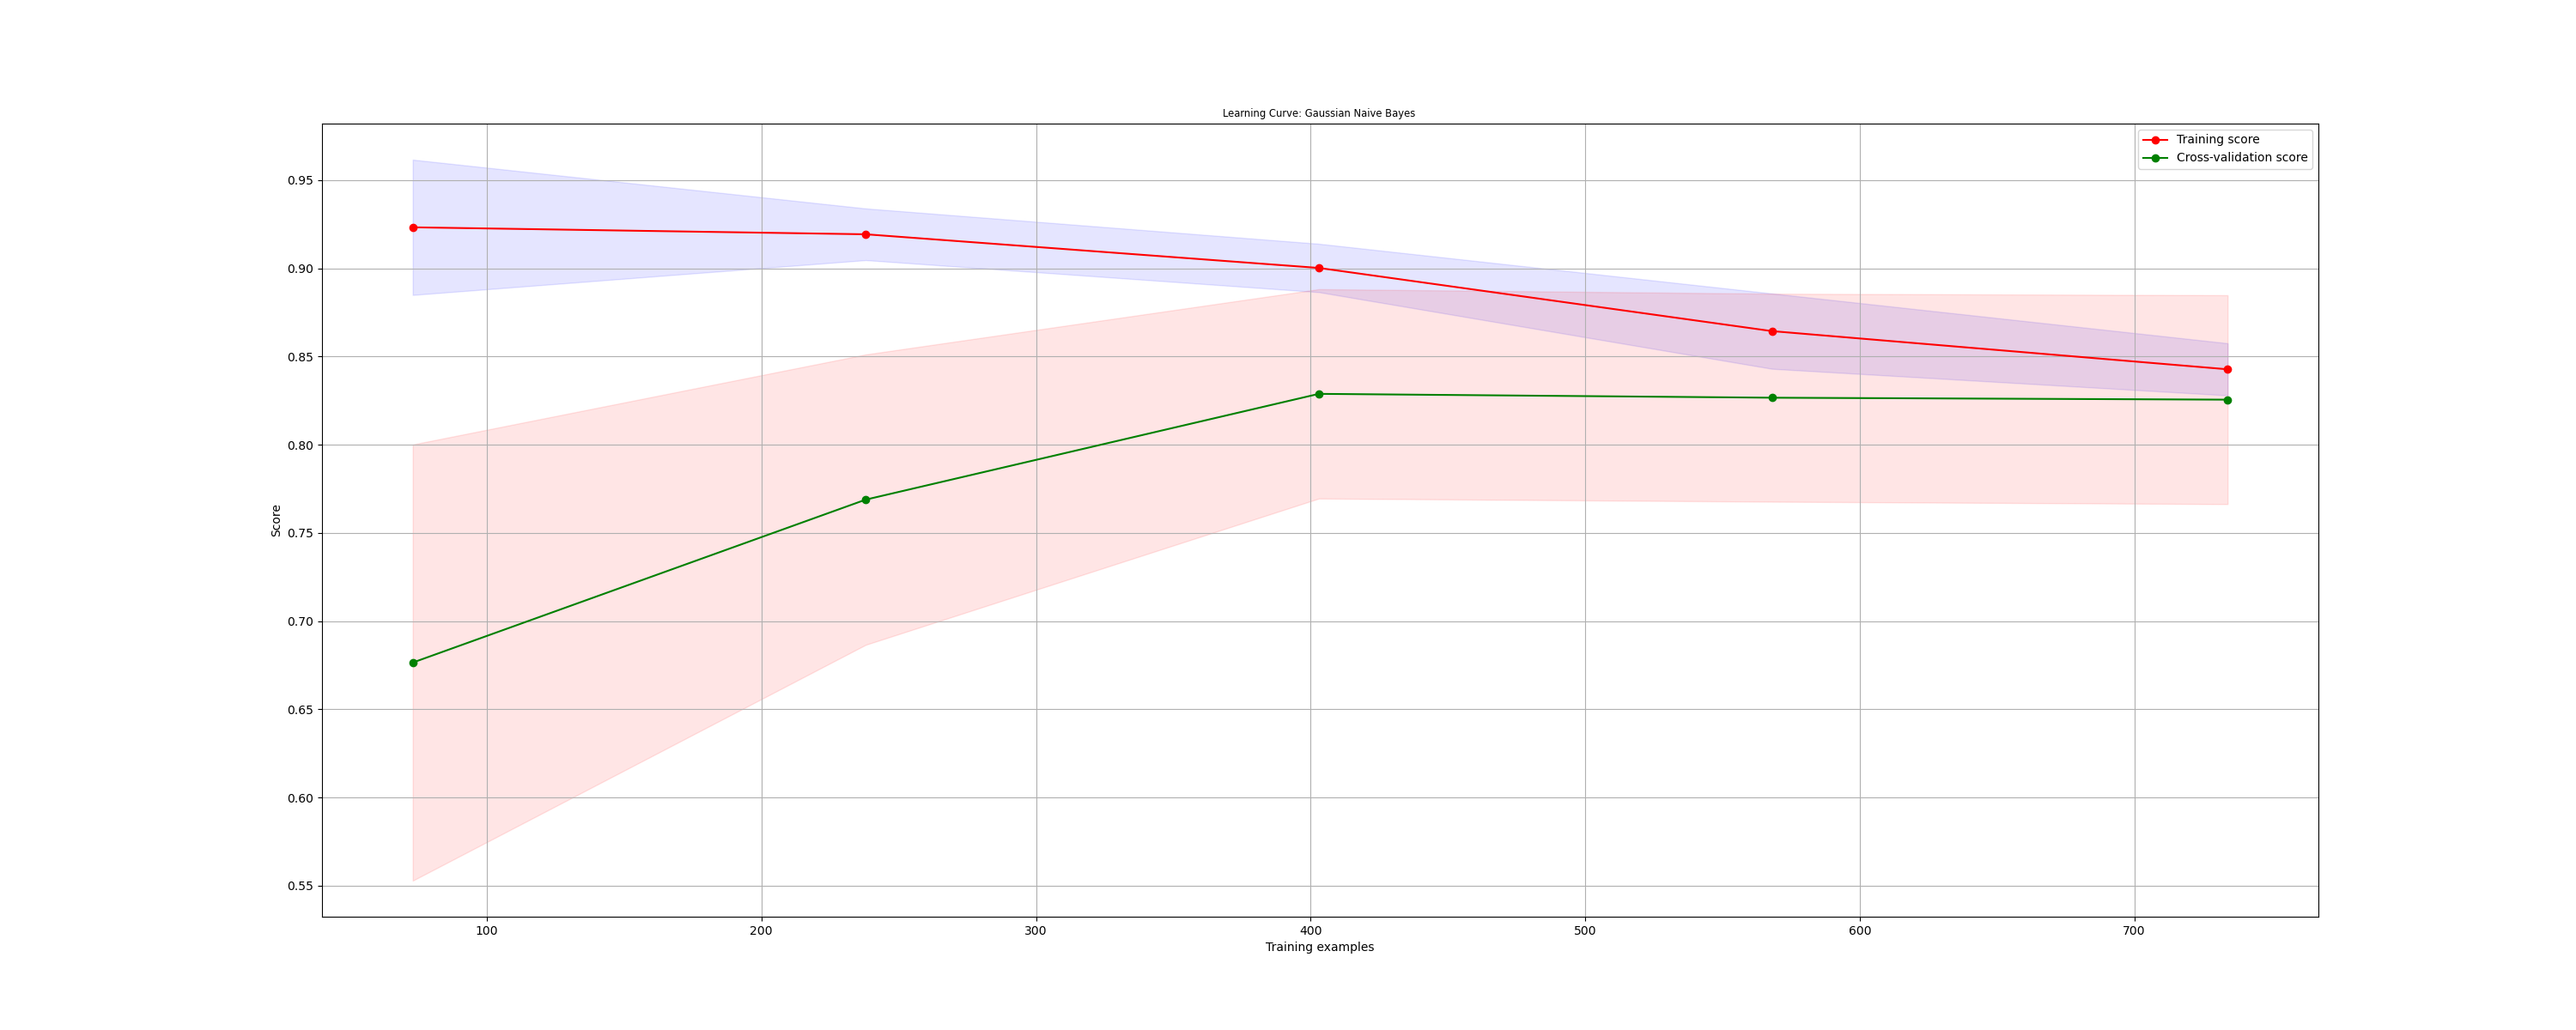 Learning Curve: Gaussian Naive Bayes
Training score
Cross-validation score
0.95
0.90
0.85
0.80
0.75
0.70
0.65
0.60
0.55
Score
100 200 300 400 500 600 700
Training examples